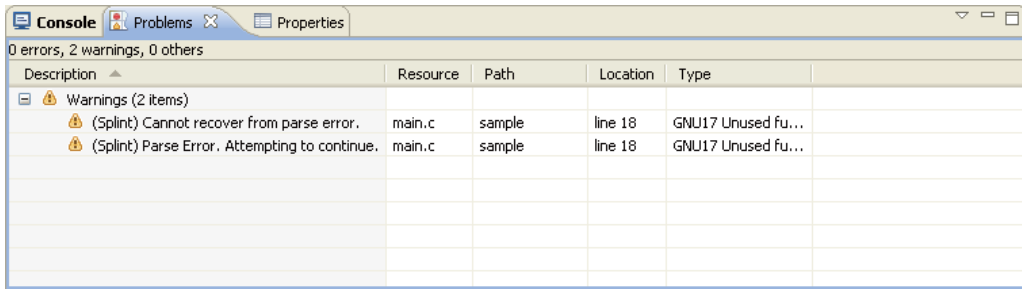 Console Problems Properties
0 errors, 2 warnings, 0 others
Description Resource Path Location Type
Warnings (2 items)
(Splint) Cannot recover from parse error. main.c sample line 18 GNU17 Unused fu...
(Splint) Parse Error. Attempting to continue. main.c sample line 18 GNU17 Unused fu...